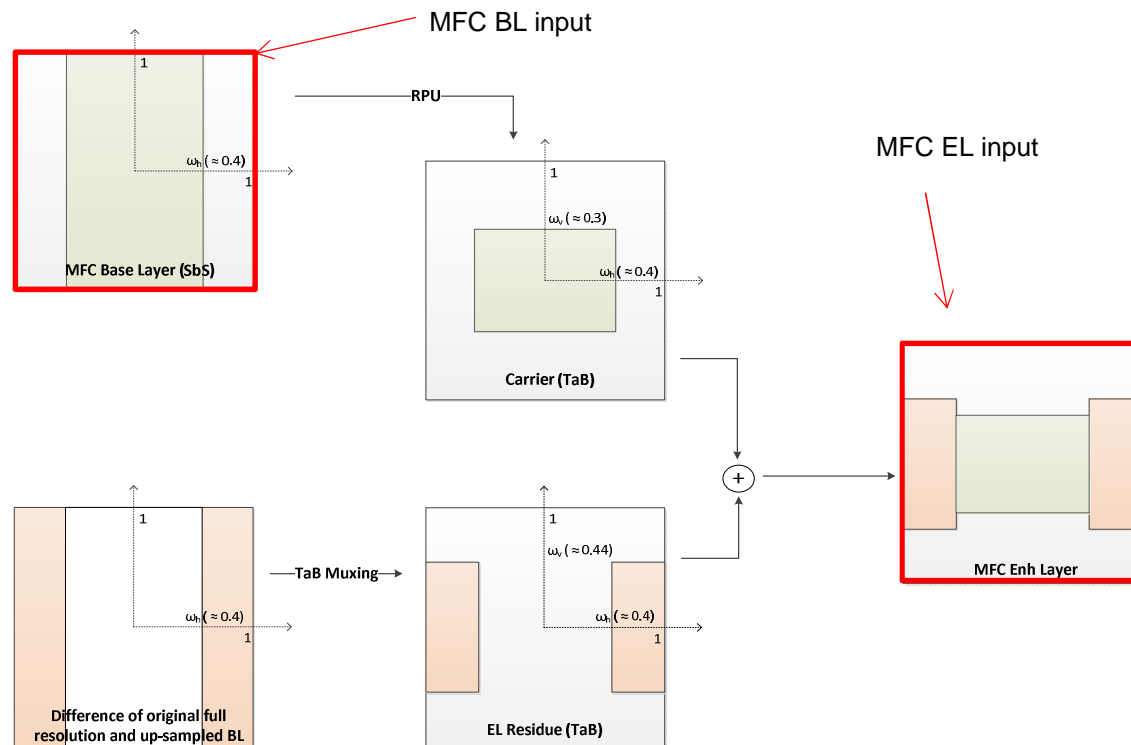 MFC BL input
1
ωh (≈ 0.4)
1
MFC Base Layer (SbS)
RPU
MFC EL input
1
ωv (≈ 0.3)
ωh (≈ 0.4)
1
Carrier (TaB)
MFC Enh Layer
1
ωh (≈ 0.4)
1
Difference of original full
resolution and up-sampled BL
TaB Muxing
1
ωv (≈ 0.44)
ωh (≈ 0.4)
1
EL Residue (TaB)
+